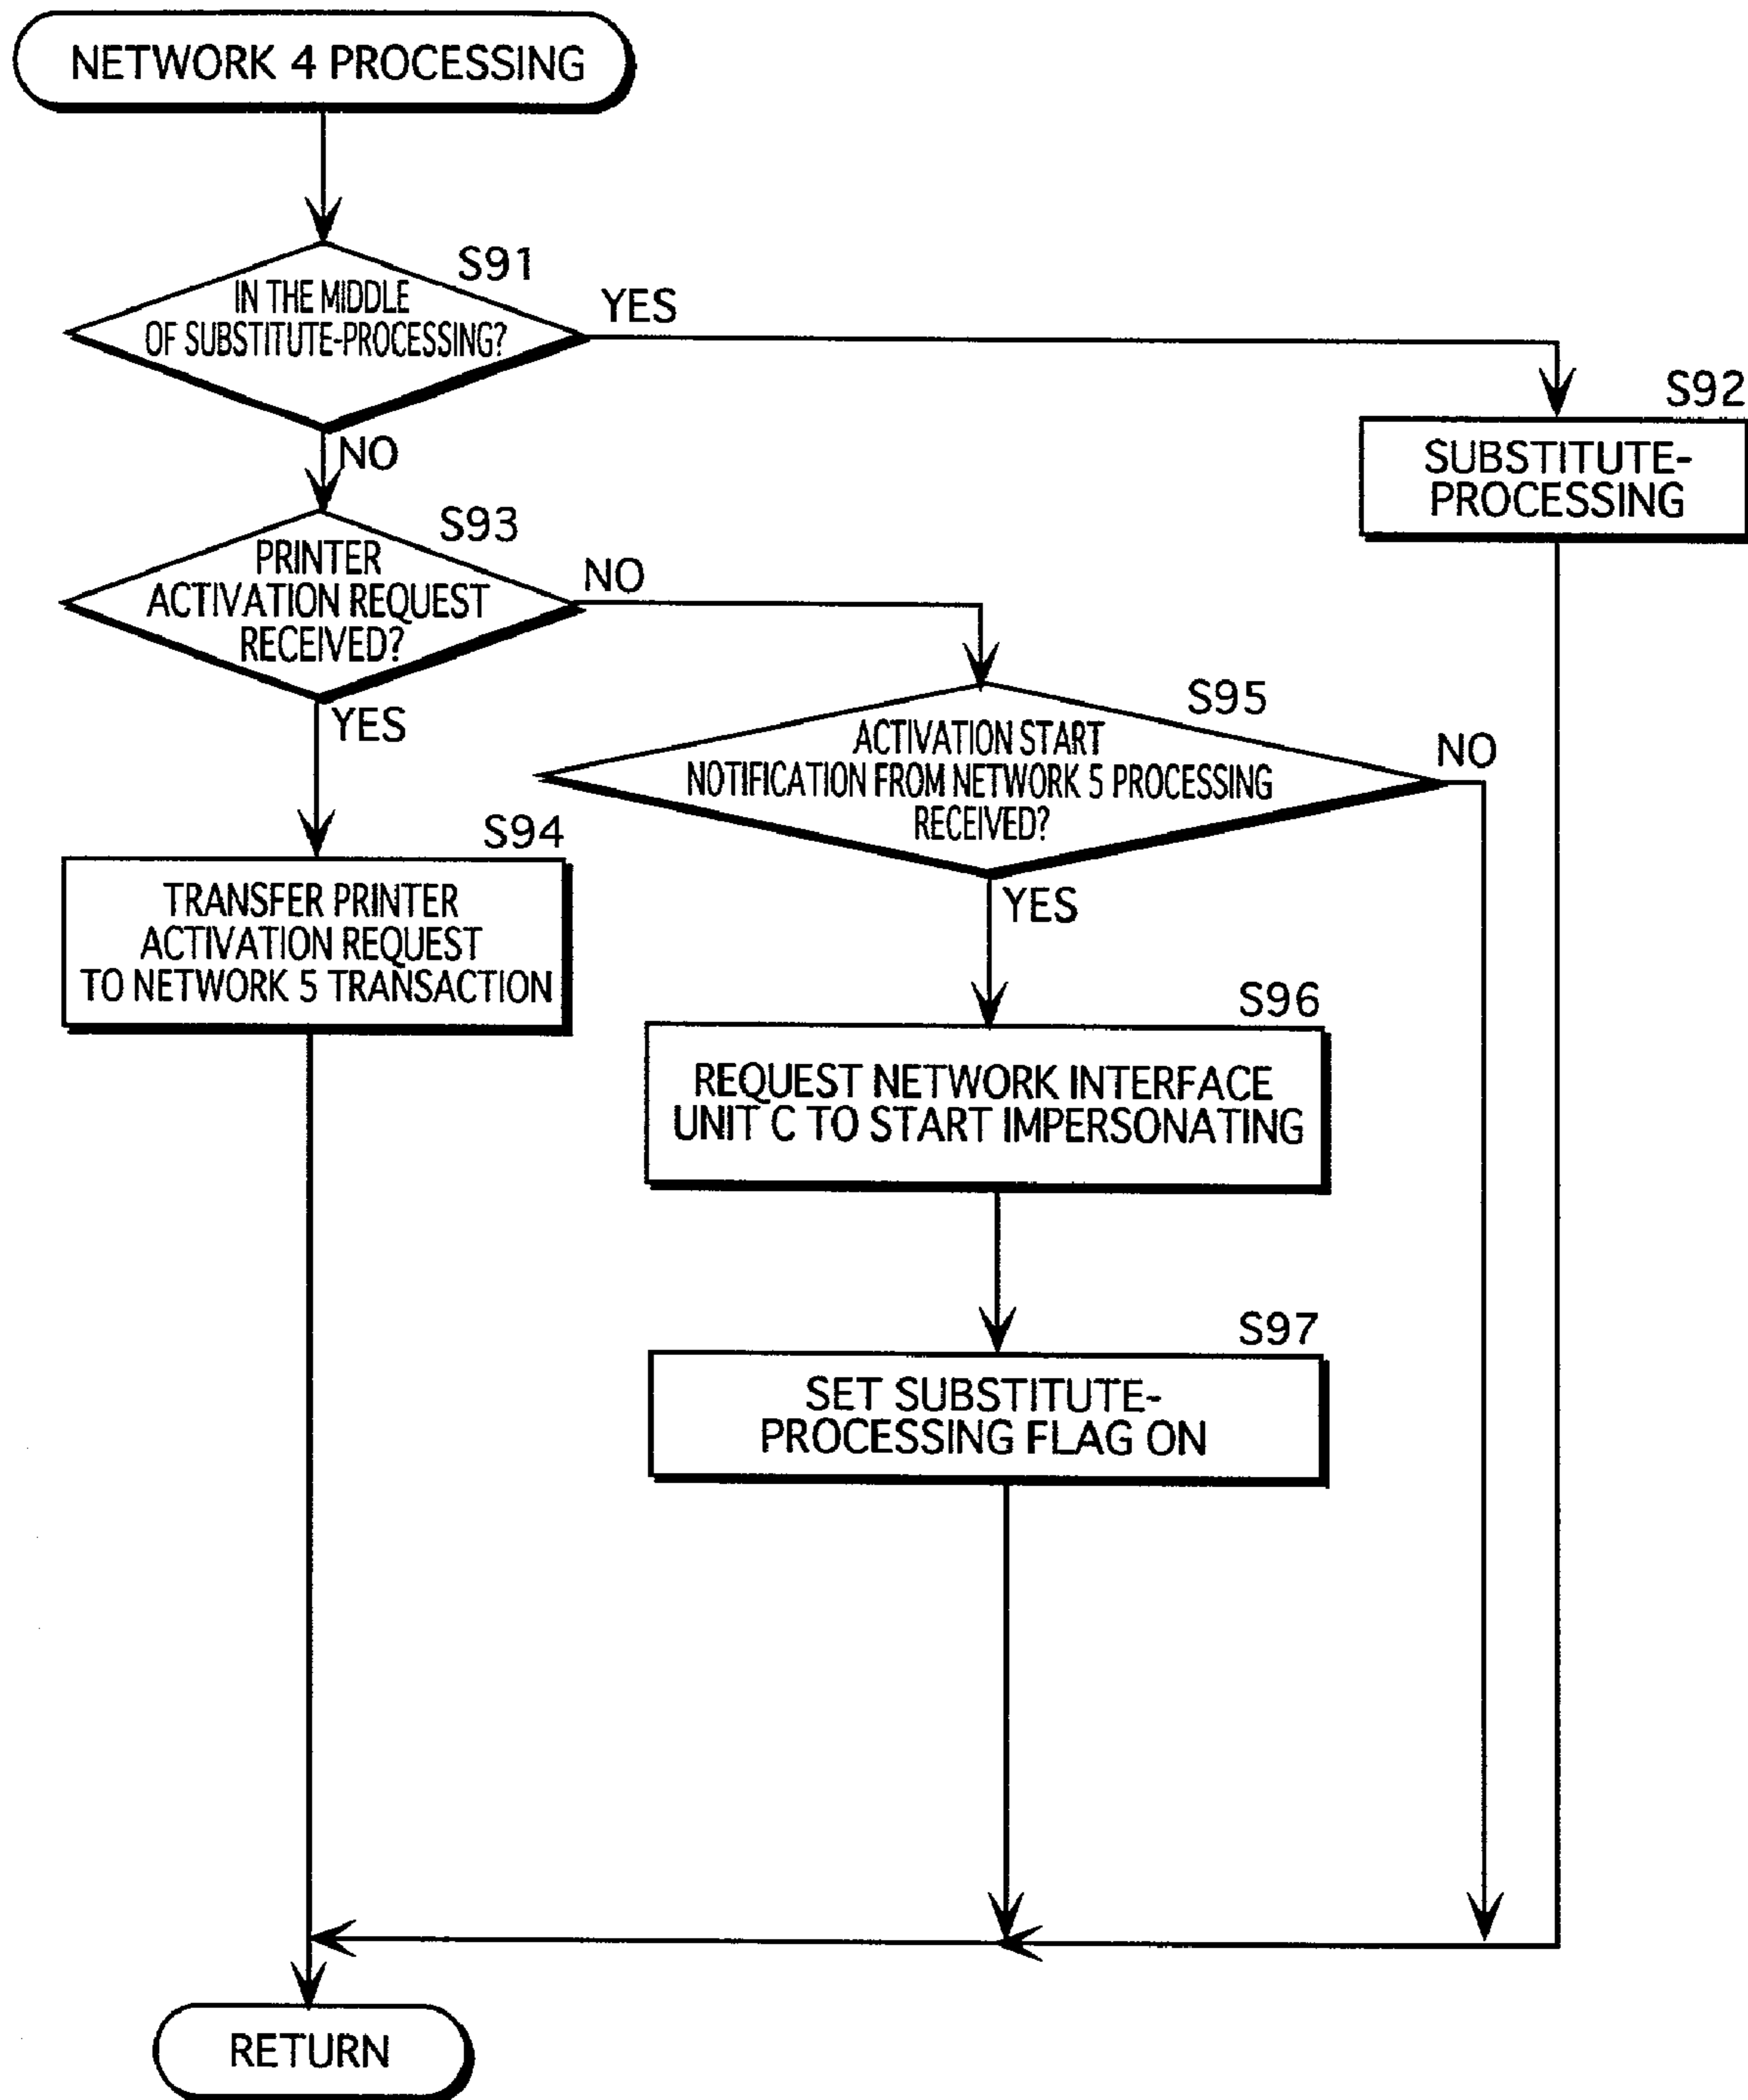 NETWORK 4 PROCESSING
S91
IN THE MIDDLE
OF SUBSTITUTE-PROCESSING?
YES
NO
S92
SUBSTITUTE-
PROCESSING
S93
PRINTER
ACTIVATION REQUEST
RECEIVED?
NO
YES
S95
ACTIVATION START
NOTIFICATION FROM NETWORK 5 PROCESSING
RECEIVED?
NO
YES
S94
TRANSFER PRINTER
ACTIVATION REQUEST
TO NETWORK 5 TRANSACTION
S96
REQUEST NETWORK INTERFACE
UNIT C TO START IMPERSONATING
S97
SET SUBSTITUTE-
PROCESSING FLAG ON
RETURN